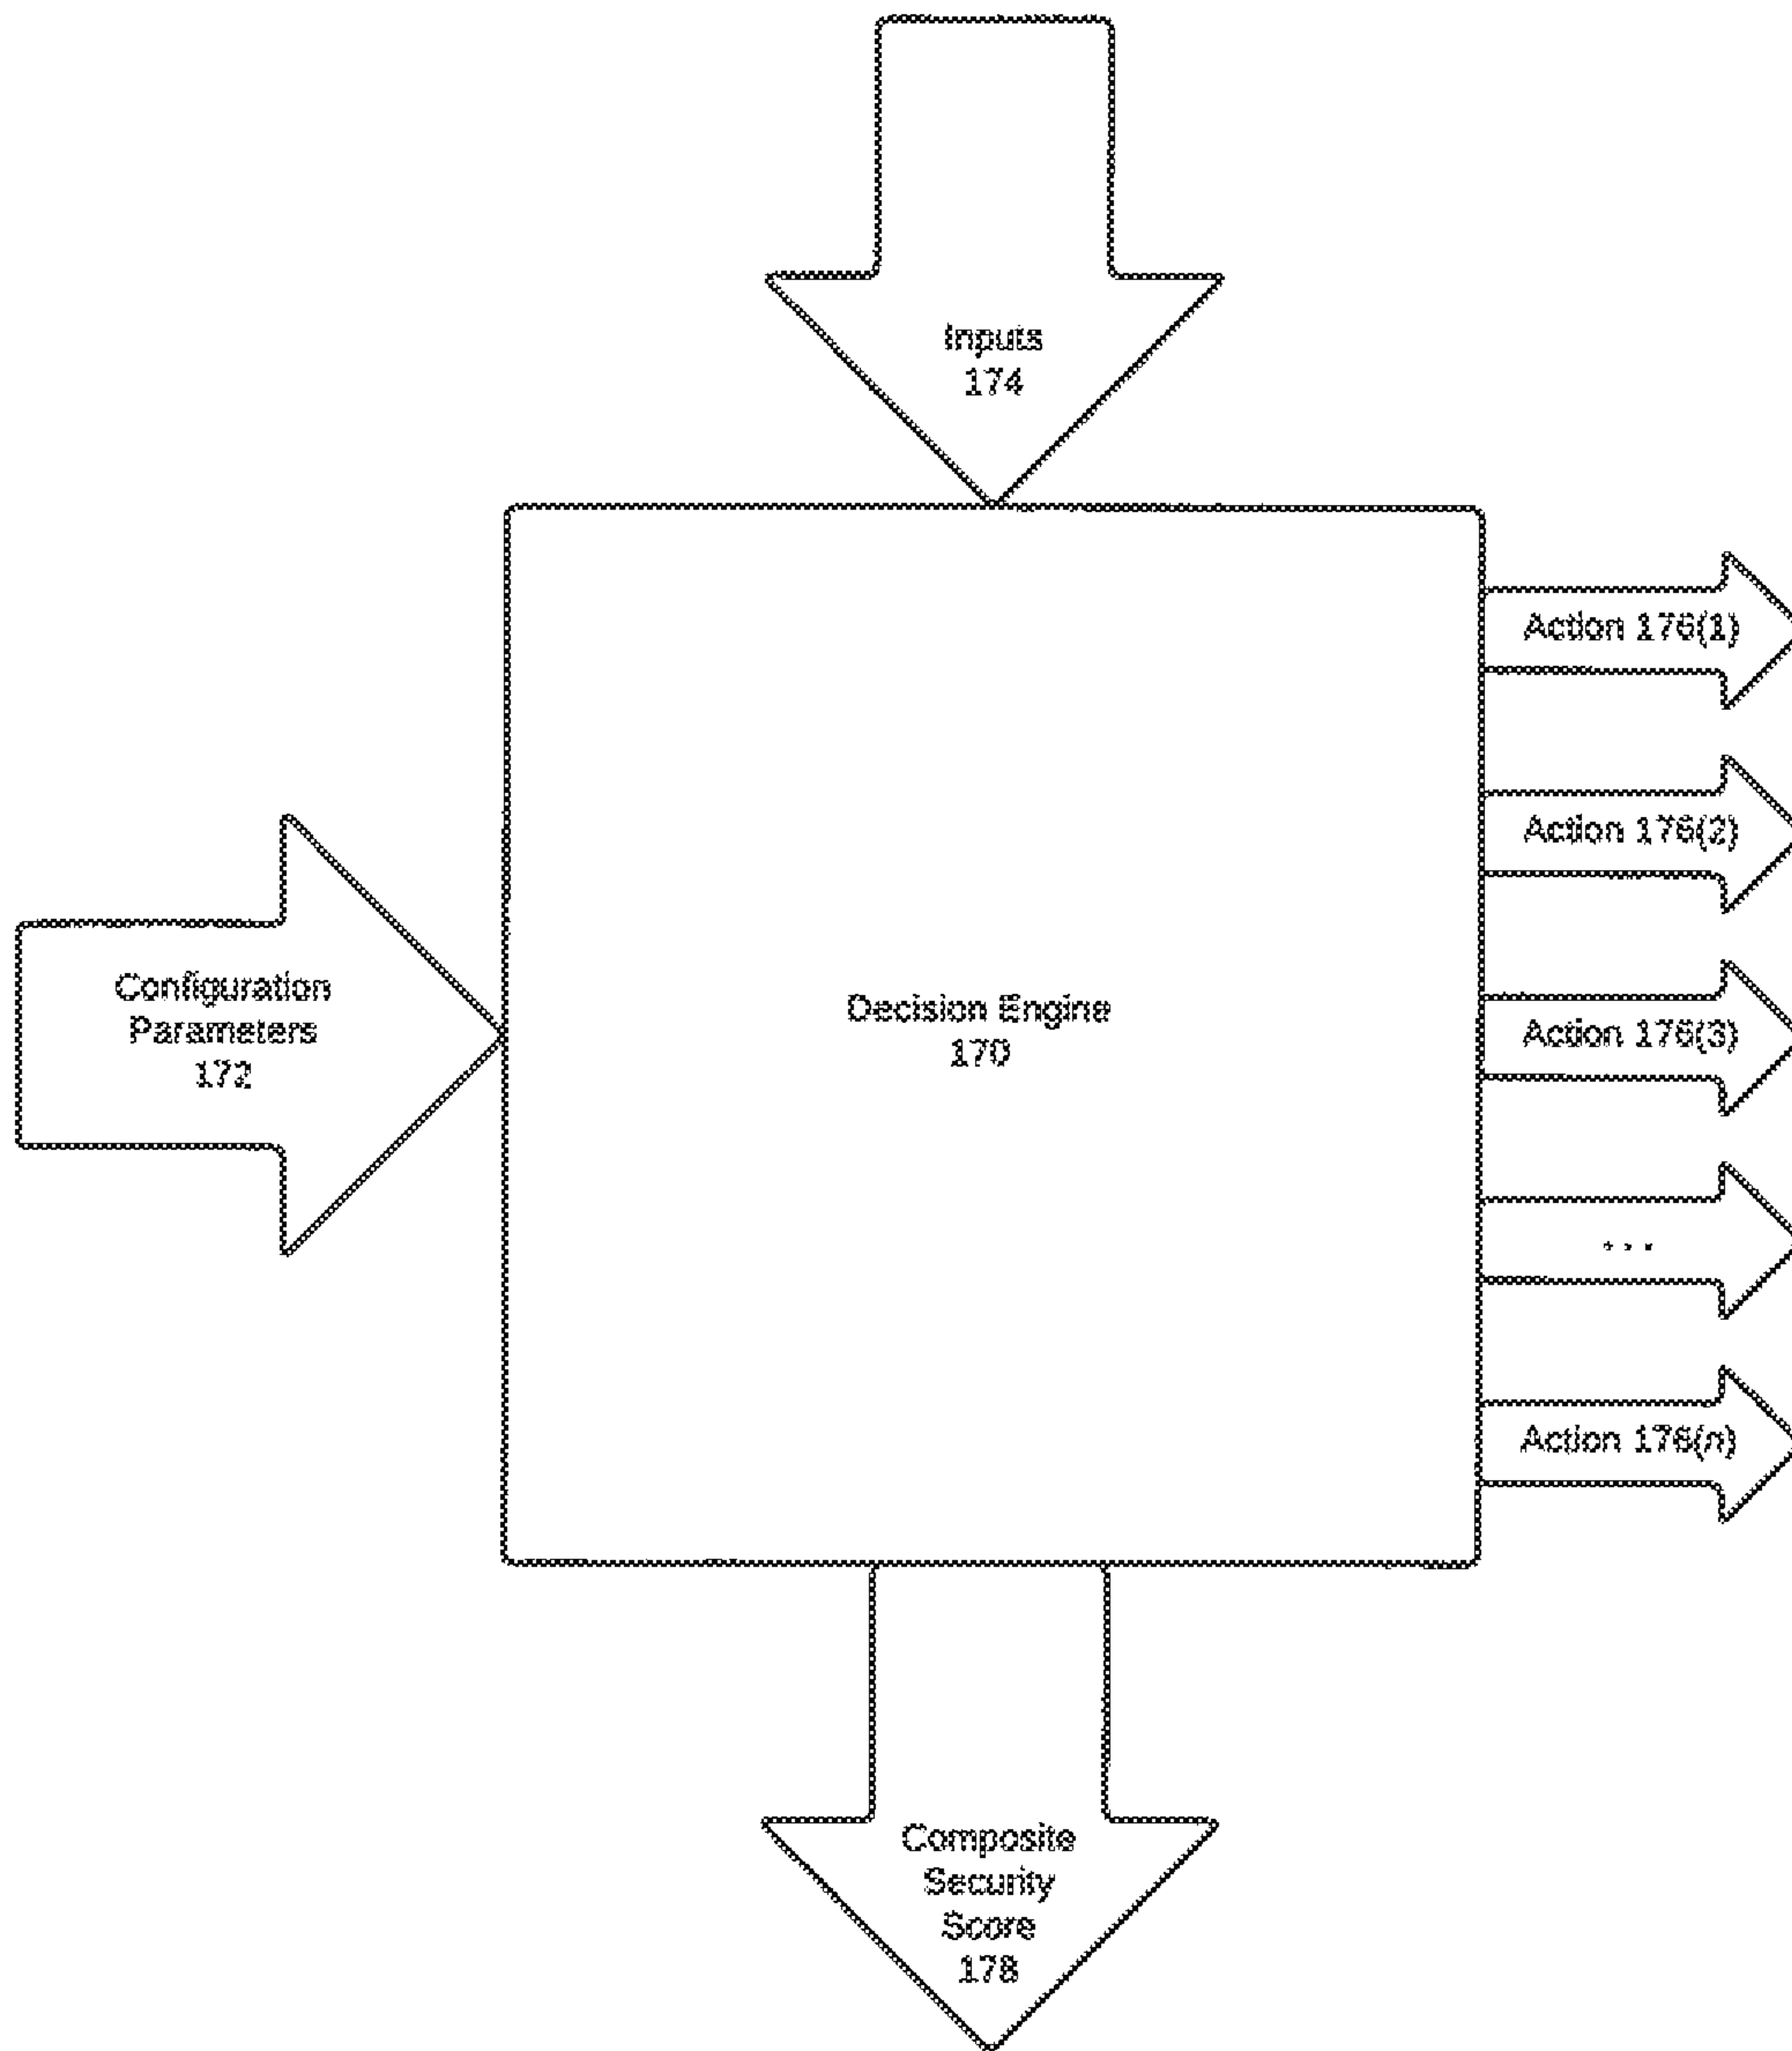 Inputs
174
Action 176(1)
Action 176(2)
Configuration
Parameters
172
Decision Engine
170
Action 176(3)
...
Action 176(n)
Composite
Security
Score
178